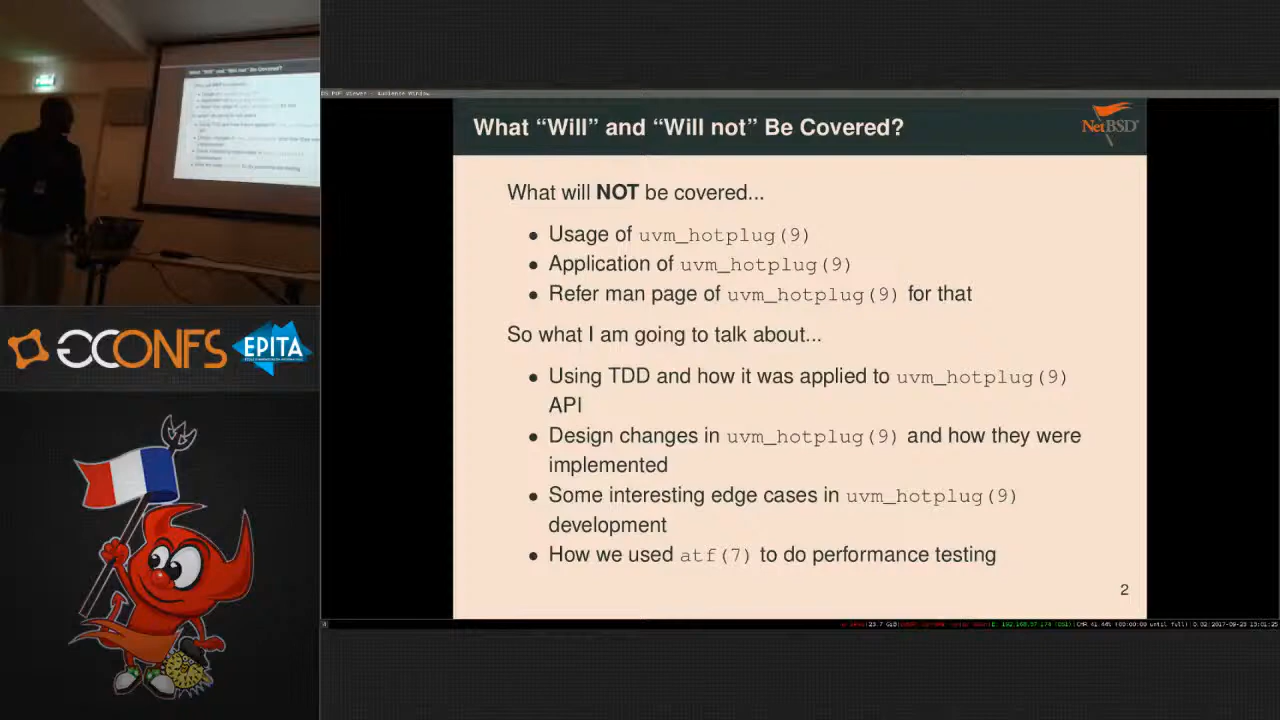 What “Will” and “Will not” Be Covered?
NetBSD
What will NOT be covered...
• Usage of uvm_hotplug(9)
• Application of uvm_hotplug(9)
• Refer man page of uvm_hotplug(9) for that
So what I am going to talk about...
• Using TDD and how it was applied to uvm_hotplug(9)
API
• Design changes in uvm_hotplug(9) and how they were
implemented
• Some interesting edge cases in uvm_hotplug(9)
development
• How we used atf(7) to do performance testing
2
GCONFS
EPITA